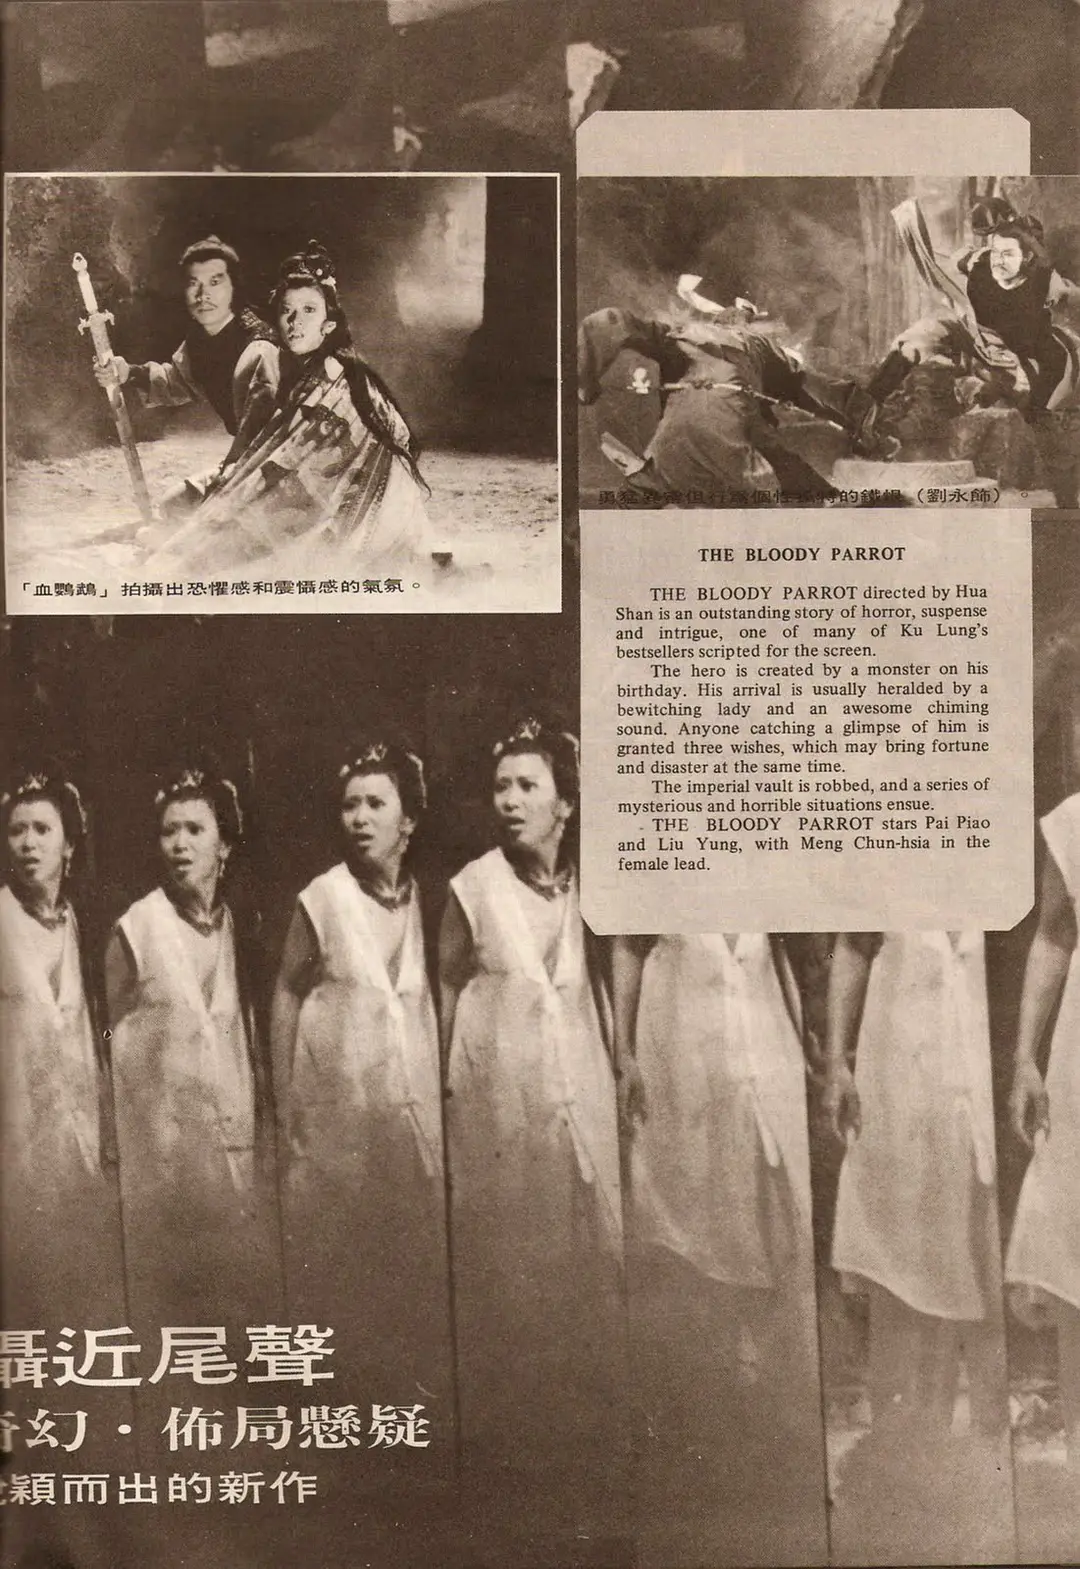 「血鸚鵡」拍攝出恐懼感和震懾感的氣氛。
個性獨特的鐵恨（劉永飾）。
THE BLOODY PARROT
THE BLOODY PARROT directed by Hua
Shan is an outstanding story of horror, suspense
and intrigue, one of many of Ku Lung's
bestsellers scripted for the screen.
The hero is created by a monster on his
birthday. His arrival is usually heralded by a
bewitching lady and an awesome chiming
sound. Anyone catching a glimpse of him is
granted three wishes, which may bring fortune
and disaster at the same time.
The imperial vault is robbed, and a series of
mysterious and horrible situations ensue.
THE BLOODY PARROT stars Pai Piao
and Liu Yung, with Meng Chun-hsia in the
female lead.
近尾聲
幻・佈局懸疑
穎而出的新作